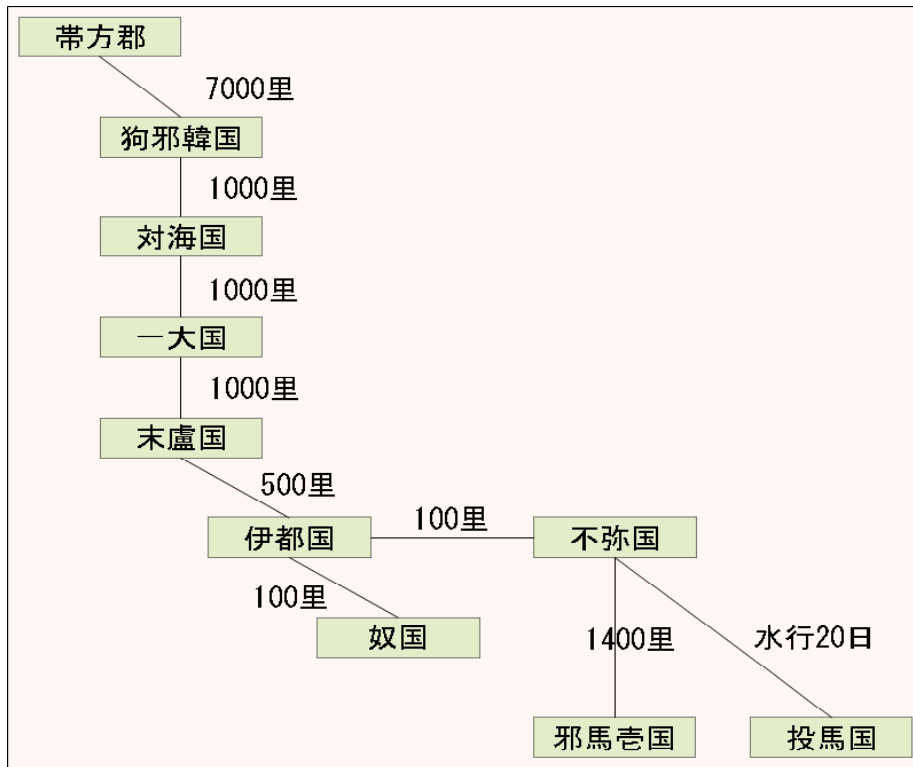 帯方郡
7000里
狗邪韓国
1000里
対海国
1000里
一大国
1000里
末盧国
500里
伊都国
100里
不弥国
100里
奴国
1400里
水行20日
邪馬壱国
投馬国